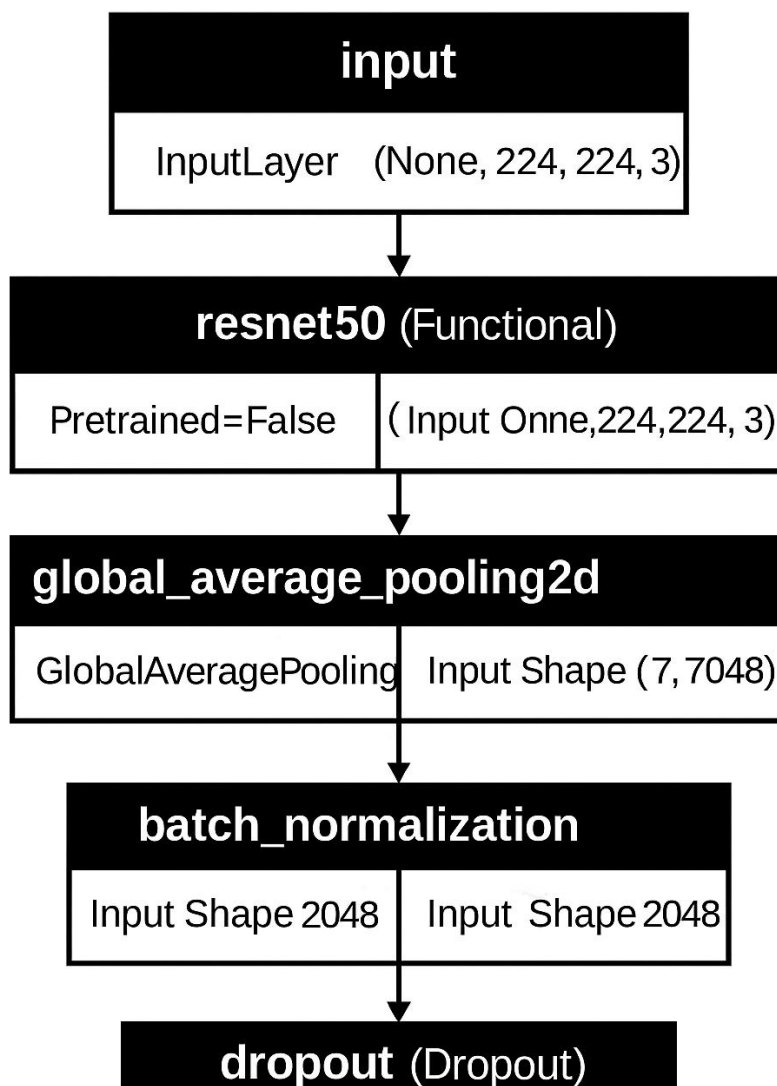 input
InputLayer (None, 224, 224, 3)
resnet50 (Functional)
Pretrained=False (Input Onne,224,224, 3)
global_average_pooling2d
GlobalAveragePooling Input Shape (7, 7048)
batch_normalization
Input Shape 2048 Input Shape 2048
dropout (Dropout)